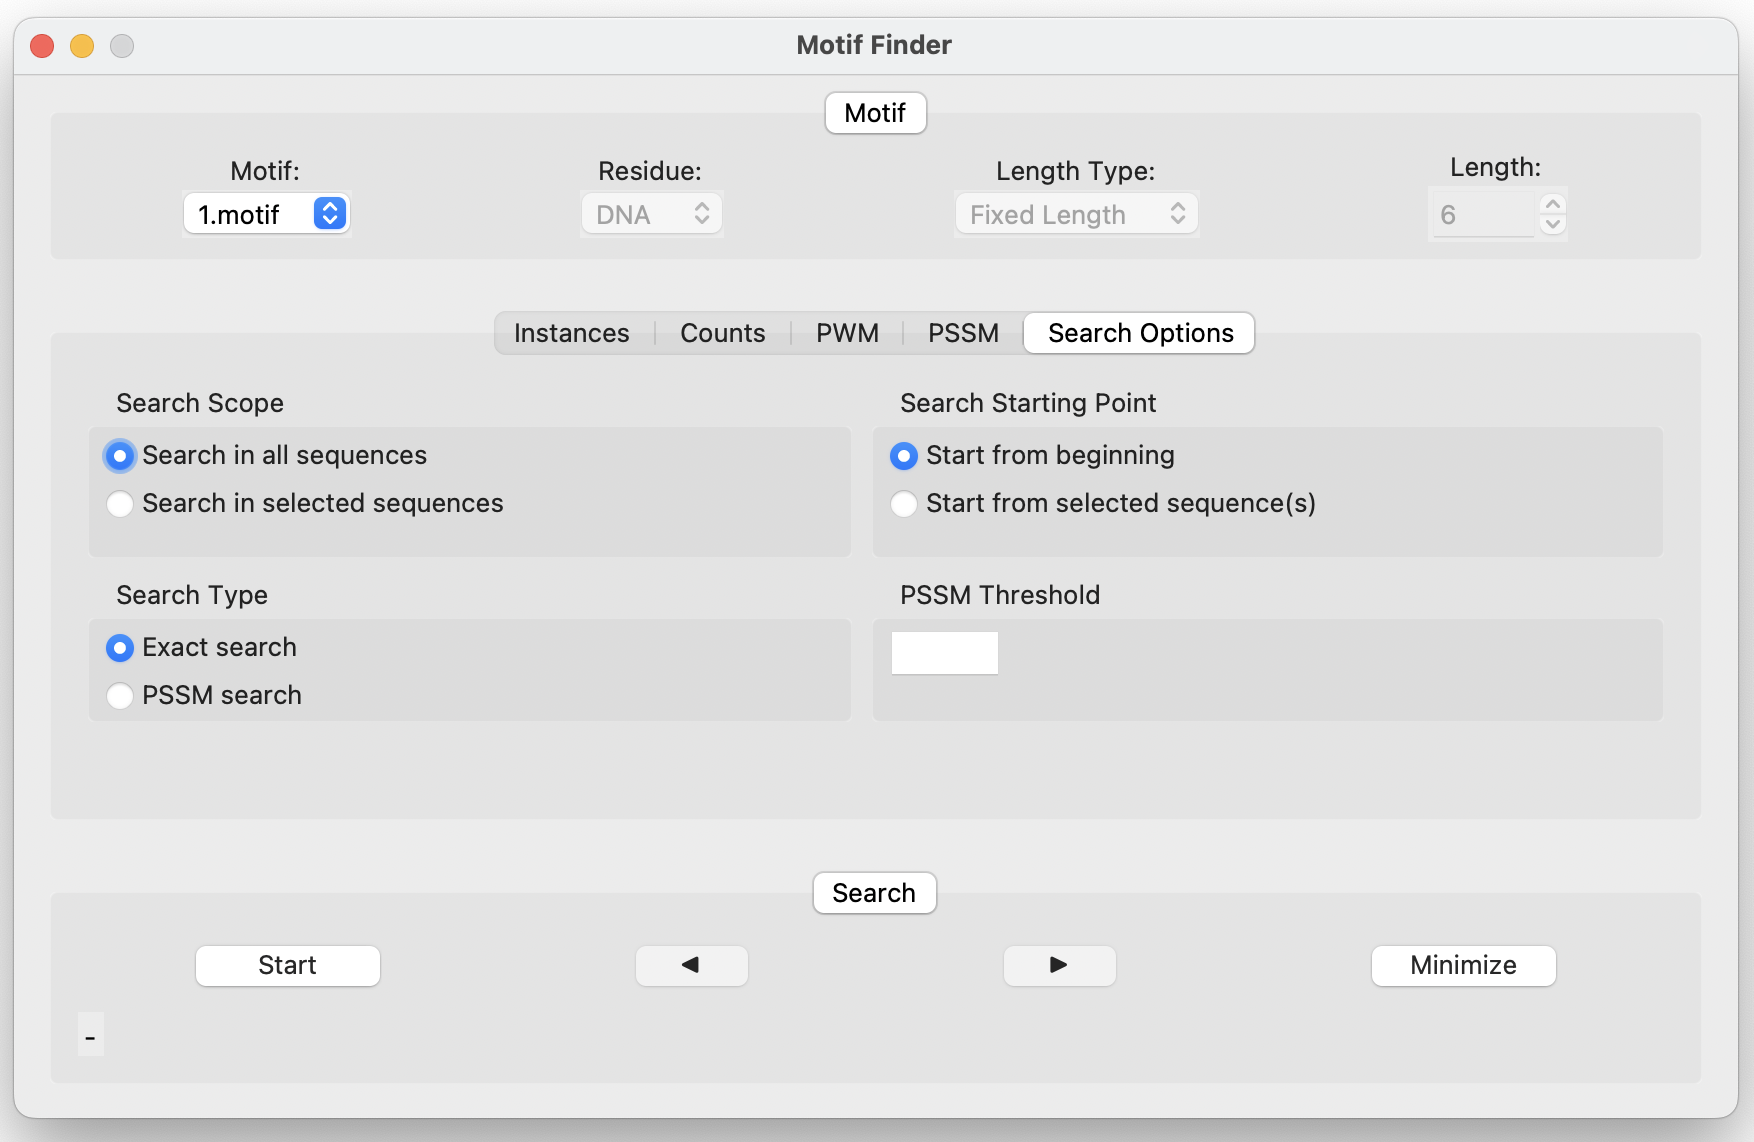 Motif Finder
Motif
Motif:
Residue:
Length Type:
Length:
1.motif
DNA
Fixed Length
6
Instances
Counts
PWM
PSSM
Search Options
Search Scope
Search Starting Point
Search in all sequences
Start from beginning
Search in selected sequences
Start from selected sequence(s)
Search Type
PSSM Threshold
Exact search
PSSM search
Search
Start
◀
▶
Minimize
-